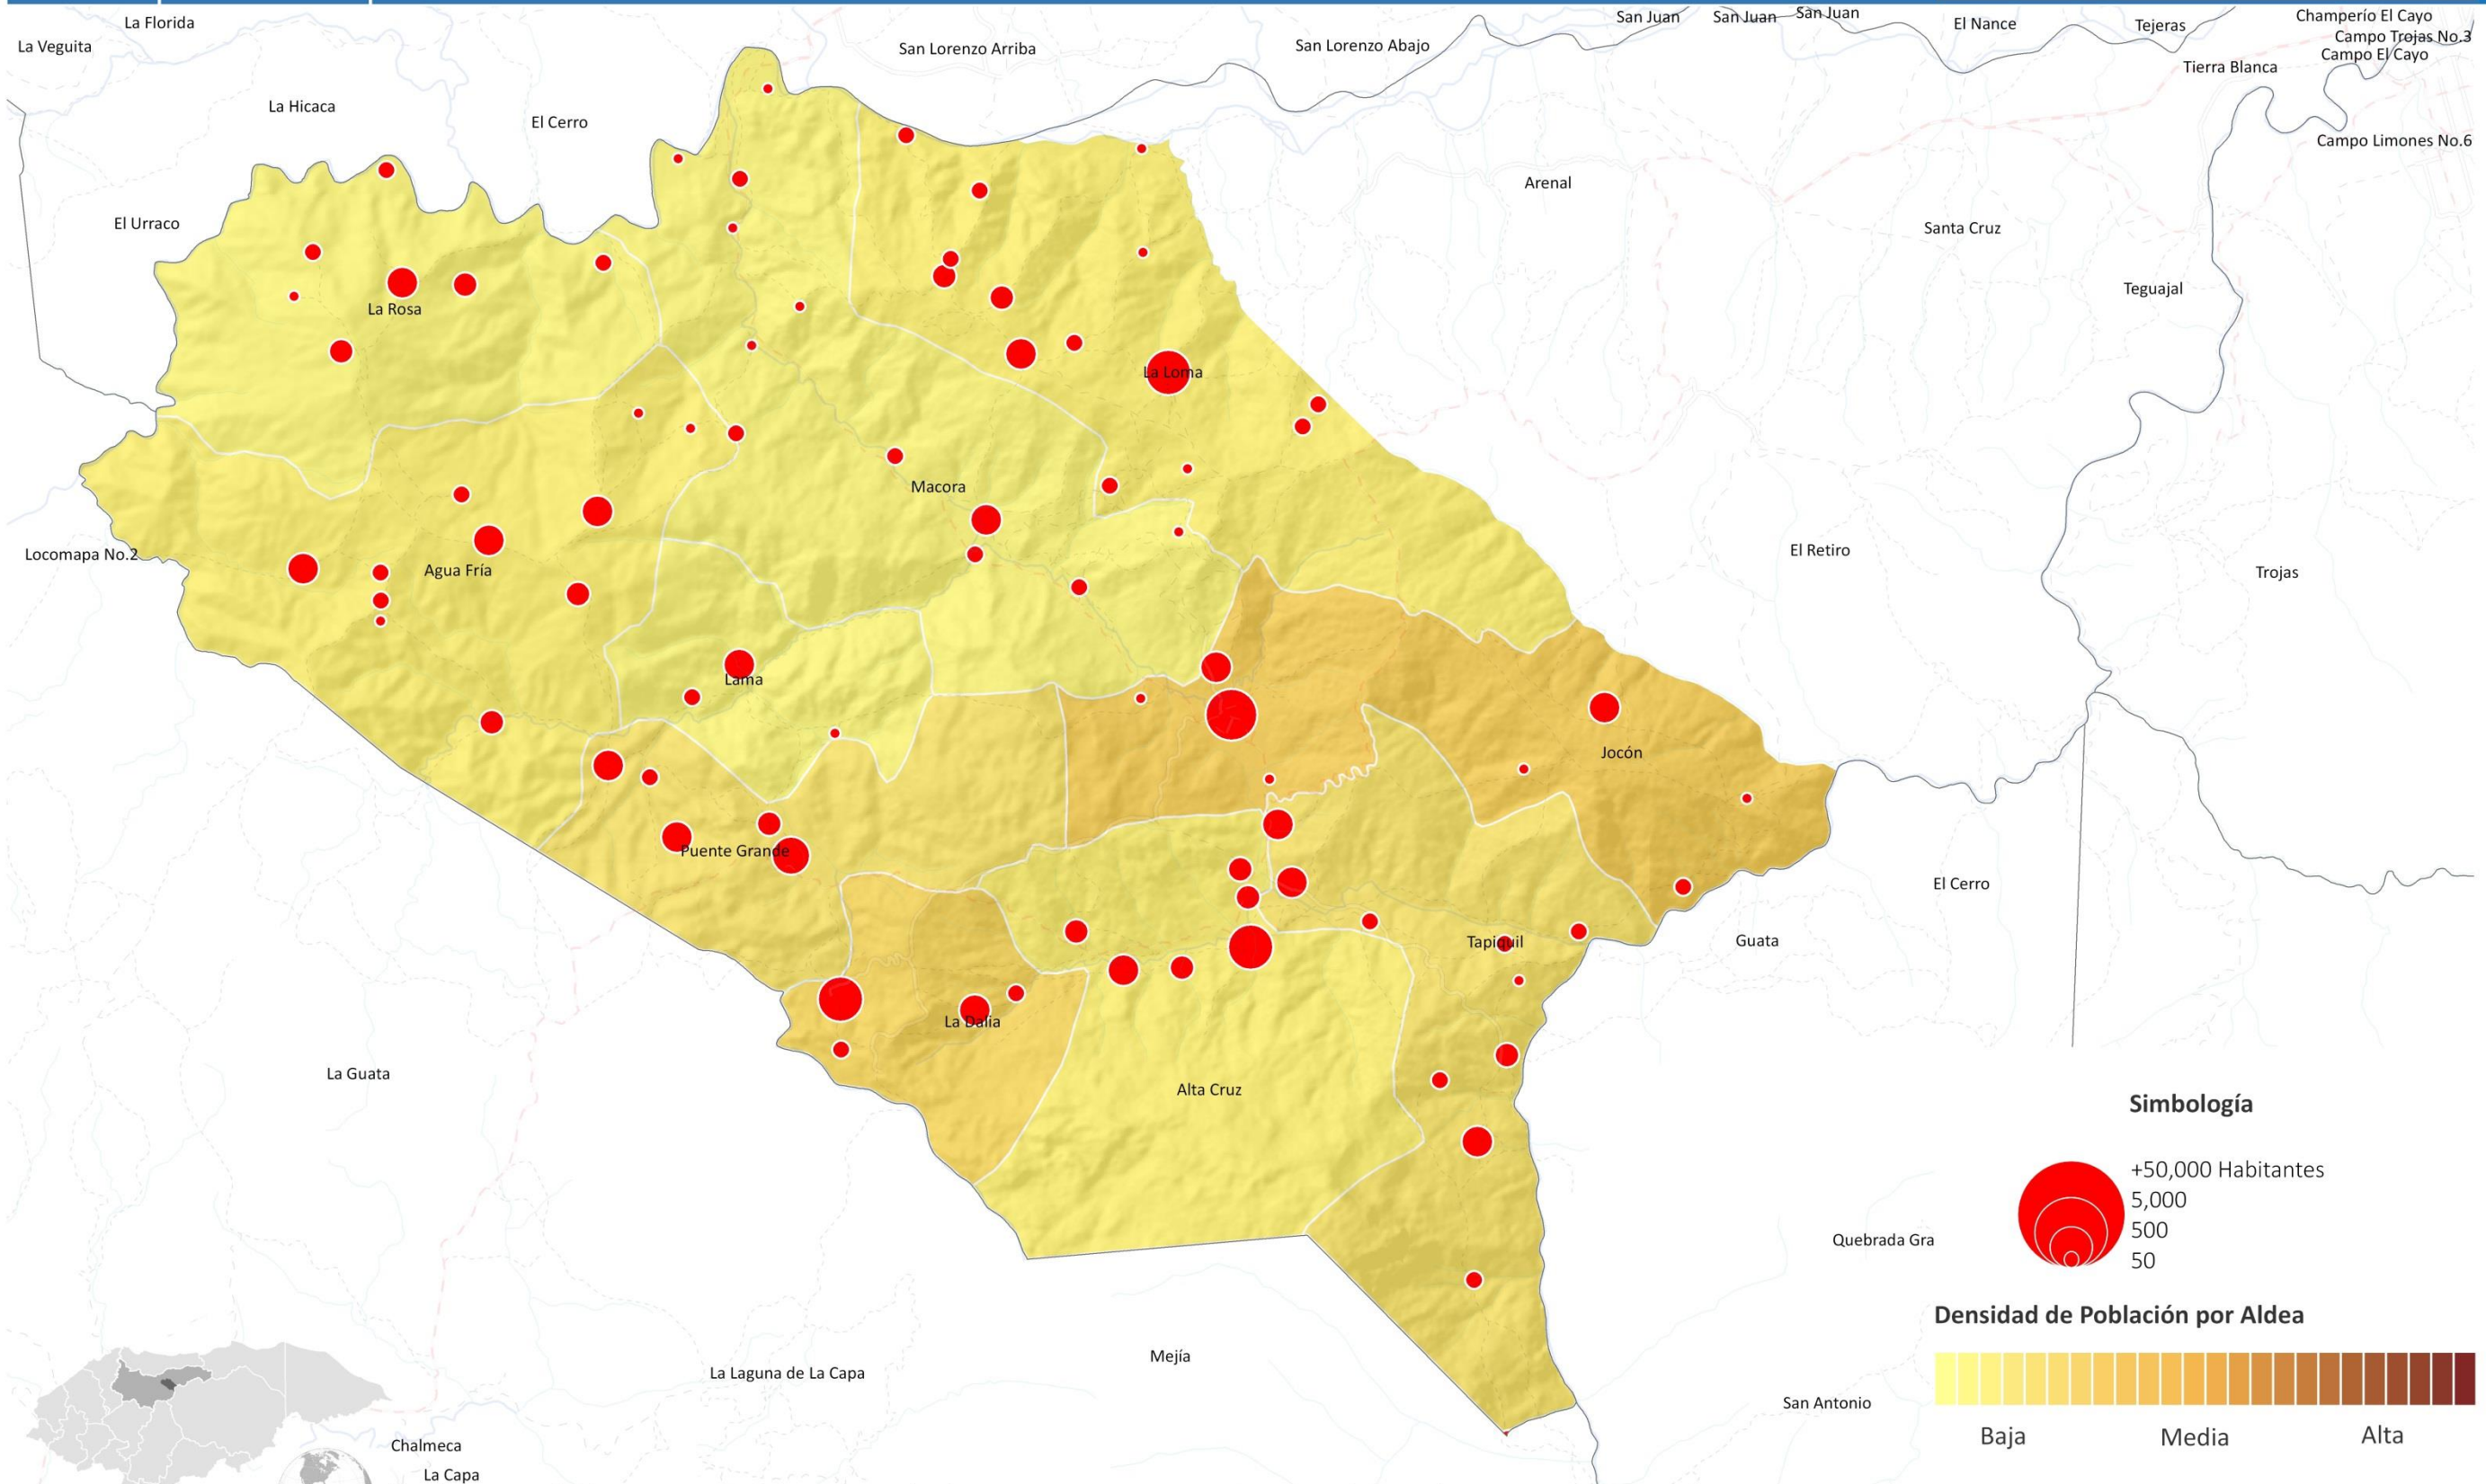 La Florida
La Veguita
San Lorenzo Arriba
San Lorenzo Abajo
San Juan
San Juan
San Juan
El Nance
Tejeras
Champerío El Cayo
Campo Trojas No.3
Campo El Cayo
Tierra Blanca
La Hicaca
El Cerro
Campo Limones No.6
Arenal
El Urraco
Santa Cruz
Teguajal
La Rosa
La Loma
Macora
Locomapa No.2
Agua Fría
El Retiro
Trojas
Lama
Jocón
Puente Grande
El Cerro
Tapiquil
Guata
La Dalia
La Guata
Alta Cruz
Simbología
+50,000 Habitantes
5,000
500
50
Quebrada Gra
Densidad de Población por Aldea
Baja
Media
Alta
Mejía
La Laguna de La Capa
San Antonio
Chalmeca
La Capa